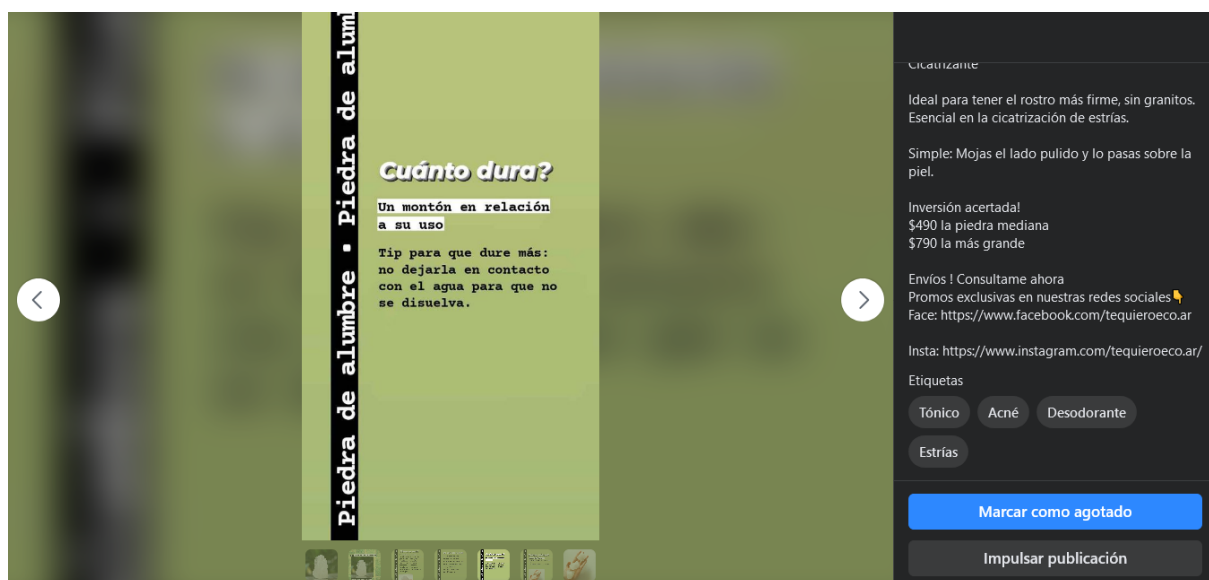 Piedra de alumbre • Piedra de alum
Cuánto dura?
Un montón en relación
a su uso
Tip para que dure más:
no dejarla en contacto
con el agua para que no
se disuelva.
Cicatrizante
Ideal para tener el rostro más firme, sin granitos.
Esencial en la cicatrización de estrías.
Simple: Mojas el lado pulido y lo pasas sobre la
piel.
Inversión acertada!
$490 la piedra mediana
$790 la más grande
Envíos ! Consultame ahora
Promos exclusivas en nuestras redes sociales👇
Face: https://www.facebook.com/tequieroeco.ar
Insta: https://www.instagram.com/tequieroeco.ar/
Etiquetas
Tónico Acné Desodorante
Estrías
Marcar como agotado
Impulsar publicación